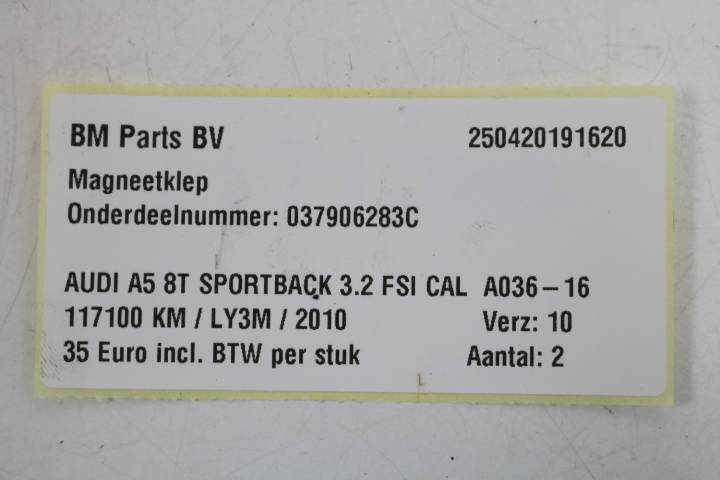 BM Parts BV 250420191620
Magneetklep
Onderdeelnummer: 037906283C
AUDI A5 8T SPORTBACK 3.2 FSI CAL A036-16
117100 KM / LY3M / 2010 Verz: 10
35 Euro incl. BTW per stuk Aantal: 2